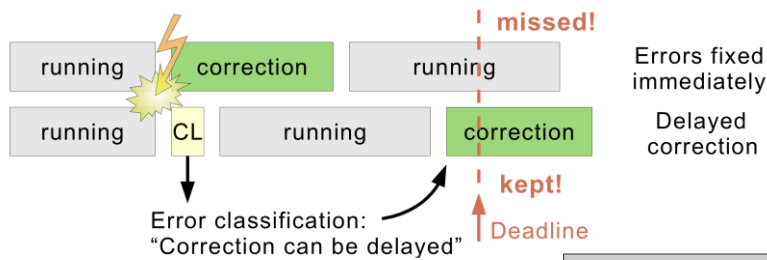 missed!
running
correction
running
Errors fixed
immediately
running
CL
running
correction
Delayed
correction
kept!
Error classification:
“Correction can be delayed”
Deadline